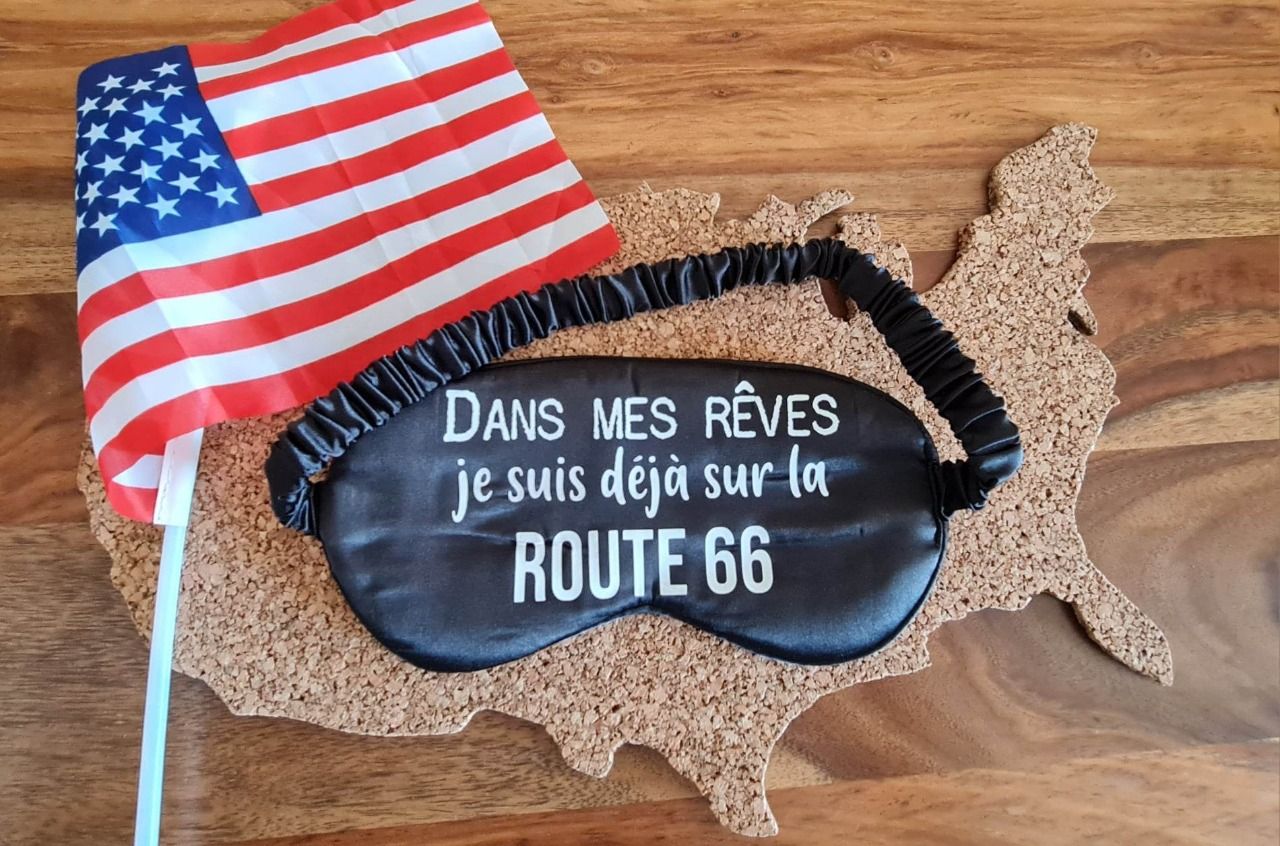 DANS MES RÊVES
je suis déjà sur la
ROUTE 66